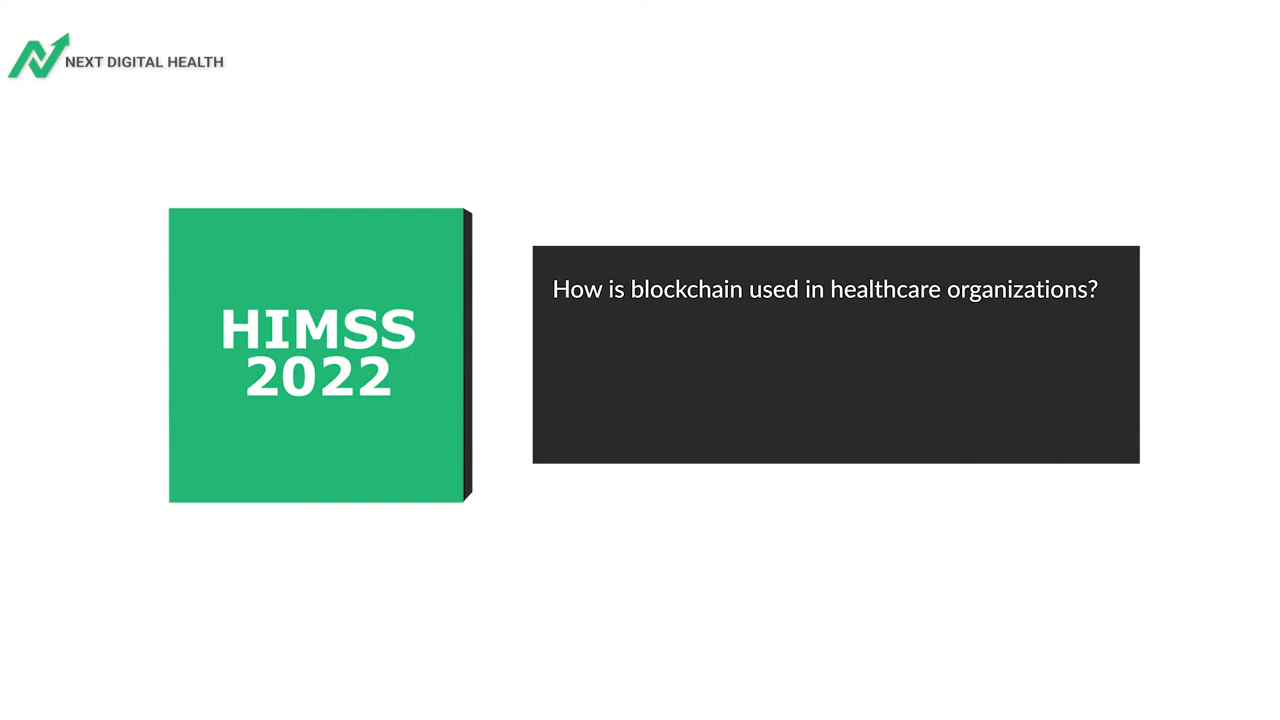 NEXT DIGITAL HEALTH
HIMSS
2022
How is blockchain used in healthcare organizations?